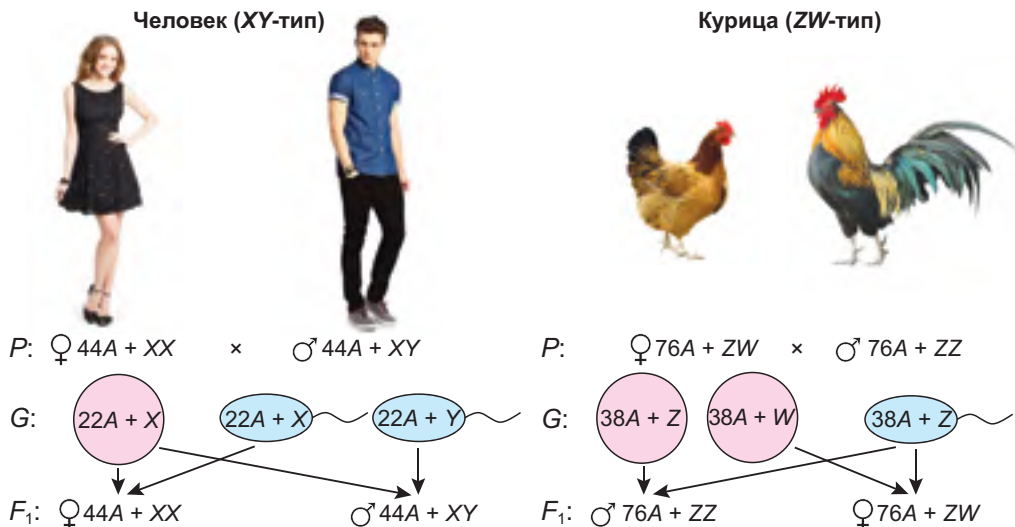 Человек (XY-тип)
Курица (ZW-тип)
P: ♀ 44A + XX × ♂ 44A + XY
P: ♀ 76A + ZW × ♂ 76A + ZZ
G: 22A + X 22A + X 22A + Y
G: 38A + Z 38A + W 38A + Z
F₁: ♀ 44A + XX ♂ 44A + XY
F₁: ♂ 76A + ZZ ♀ 76A + ZW